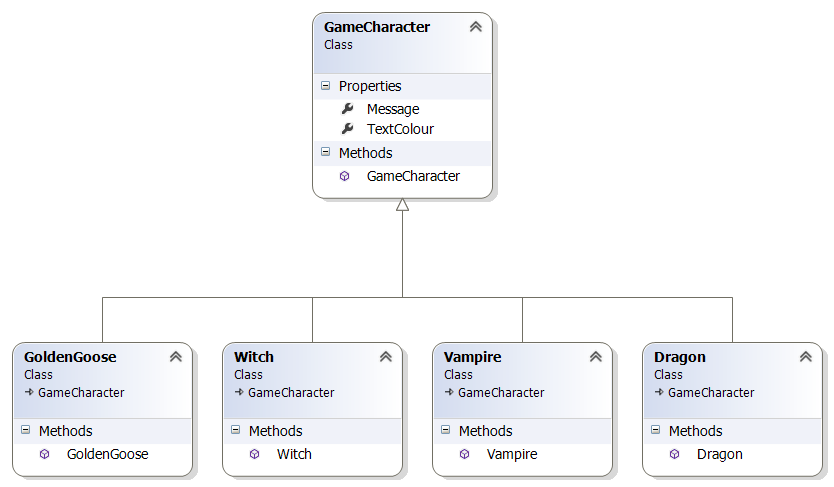 GameCharacter
Class
Properties
Message
TextColour
Methods
GameCharacter
GoldenGoose
Class
GameCharacter
Methods
GoldenGoose
Witch
Class
GameCharacter
Methods
Witch
Vampire
Class
GameCharacter
Methods
Vampire
Dragon
Class
GameCharacter
Methods
Dragon